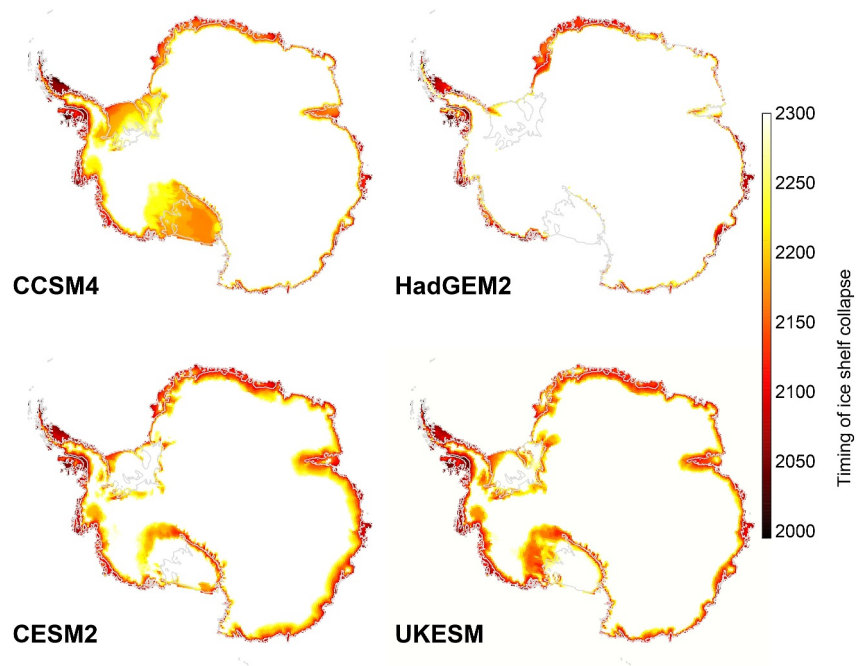 CCSM4
HadGEM2
CESM2
UKESM
2300
2250
2200
2150
2100
2050
2000
Timing of ice shelf collapse